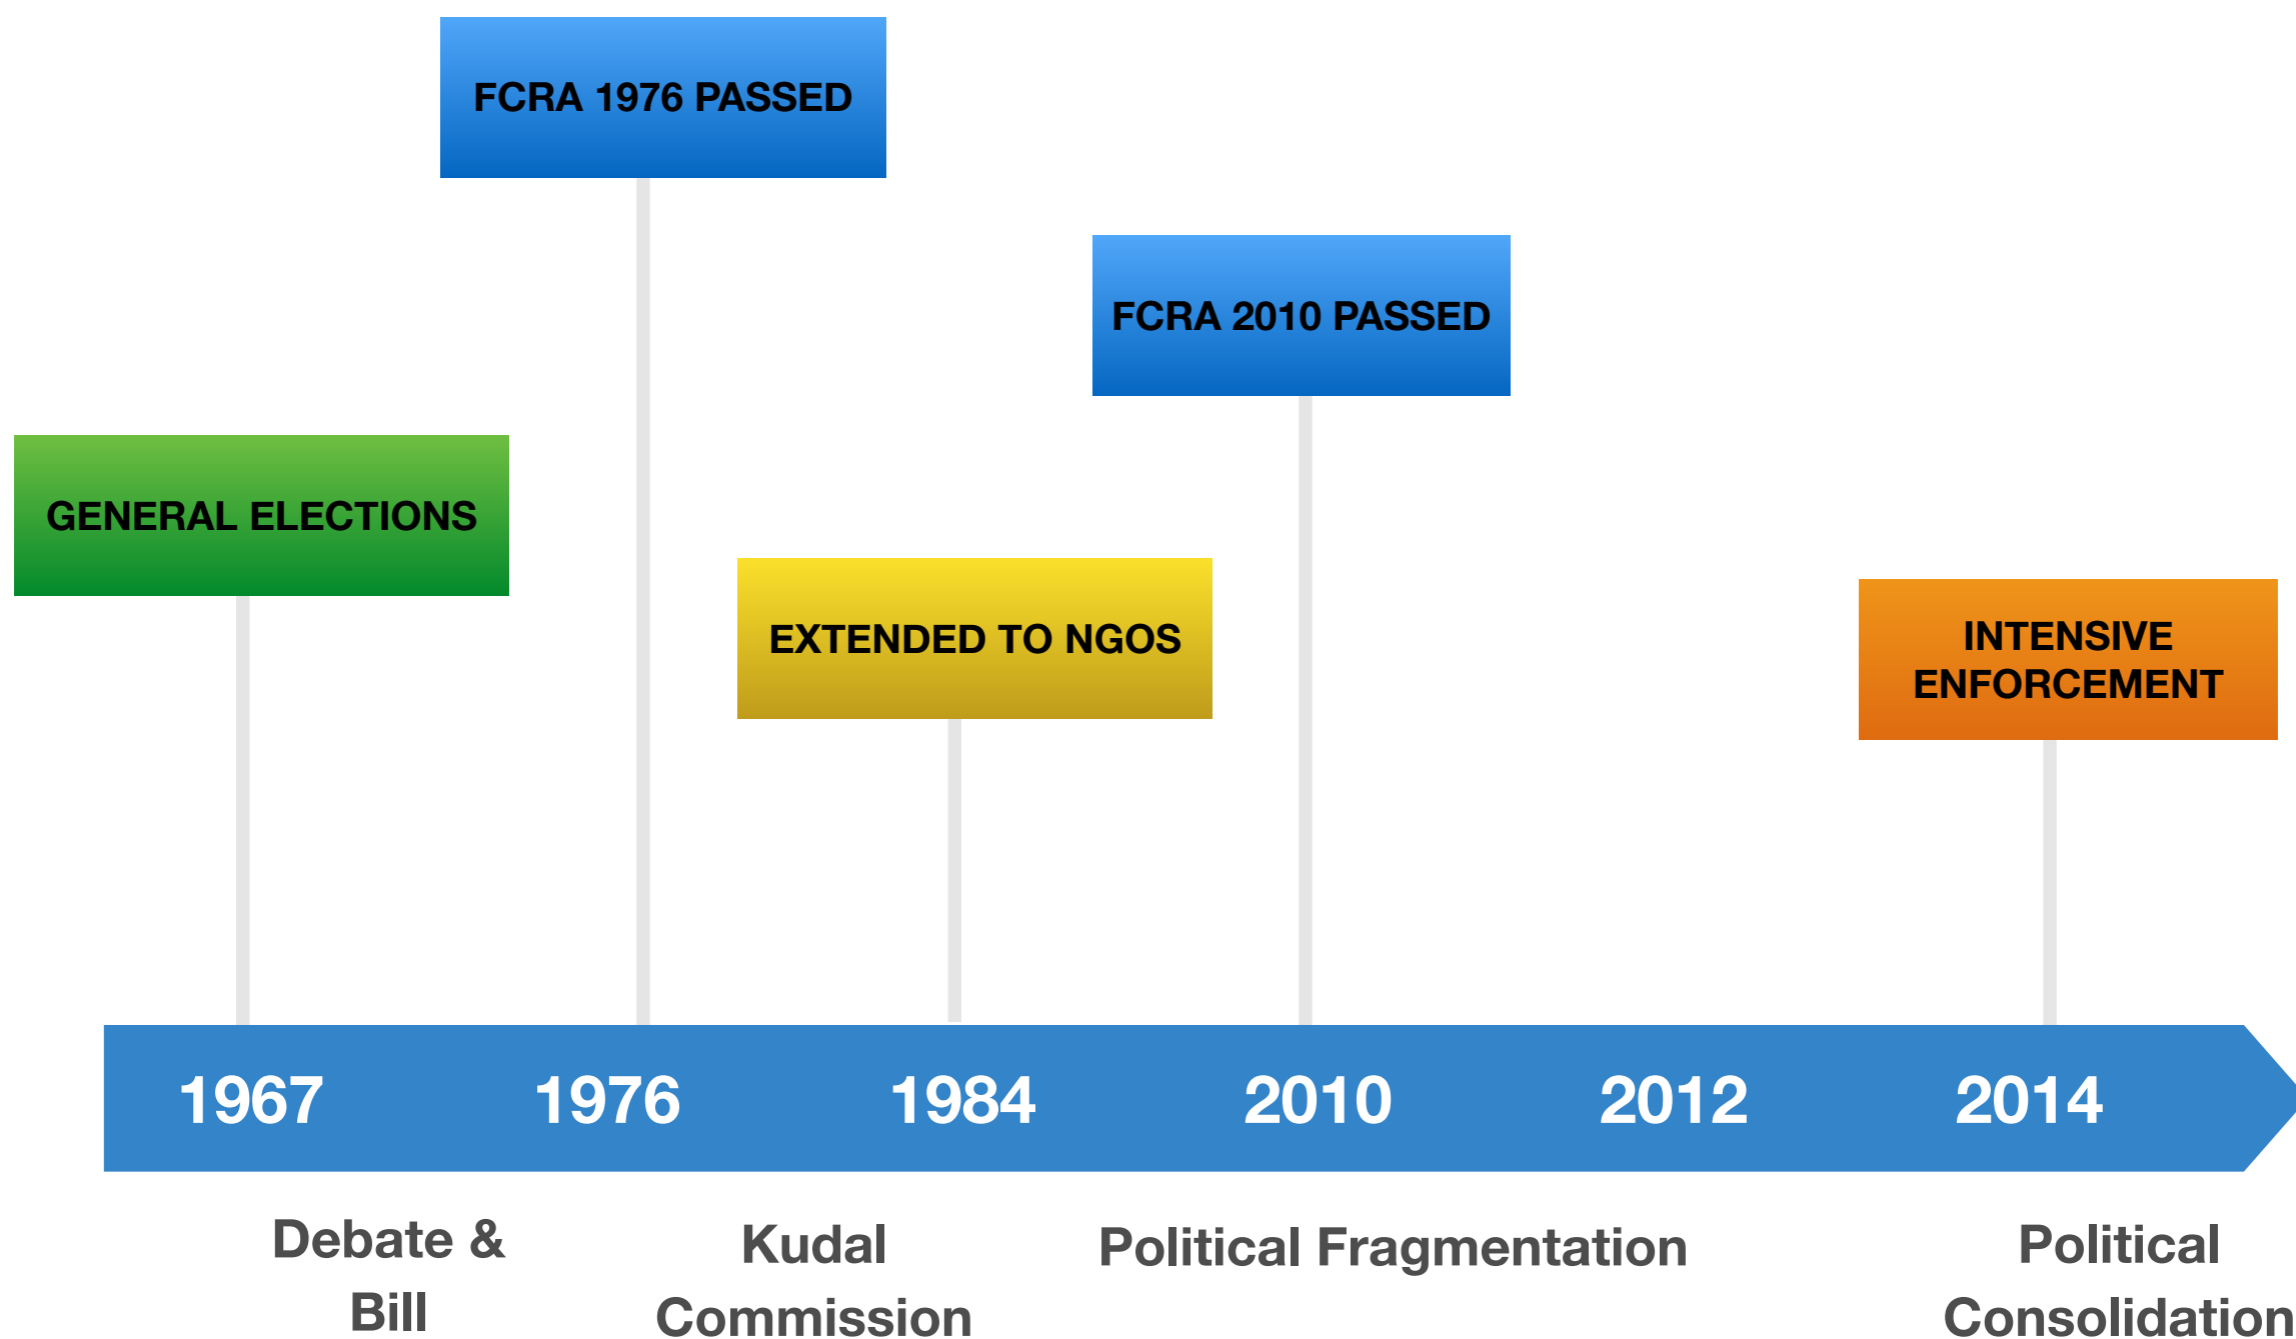 FCRA 1976 PASSED
FCRA 2010 PASSED
GENERAL ELECTIONS
EXTENDED TO NGOS
INTENSIVE
ENFORCEMENT
1967 1976 1984 2010 2012 2014
Debate &
Bill
Kudal
Commission
Political Fragmentation
Political
Consolidation